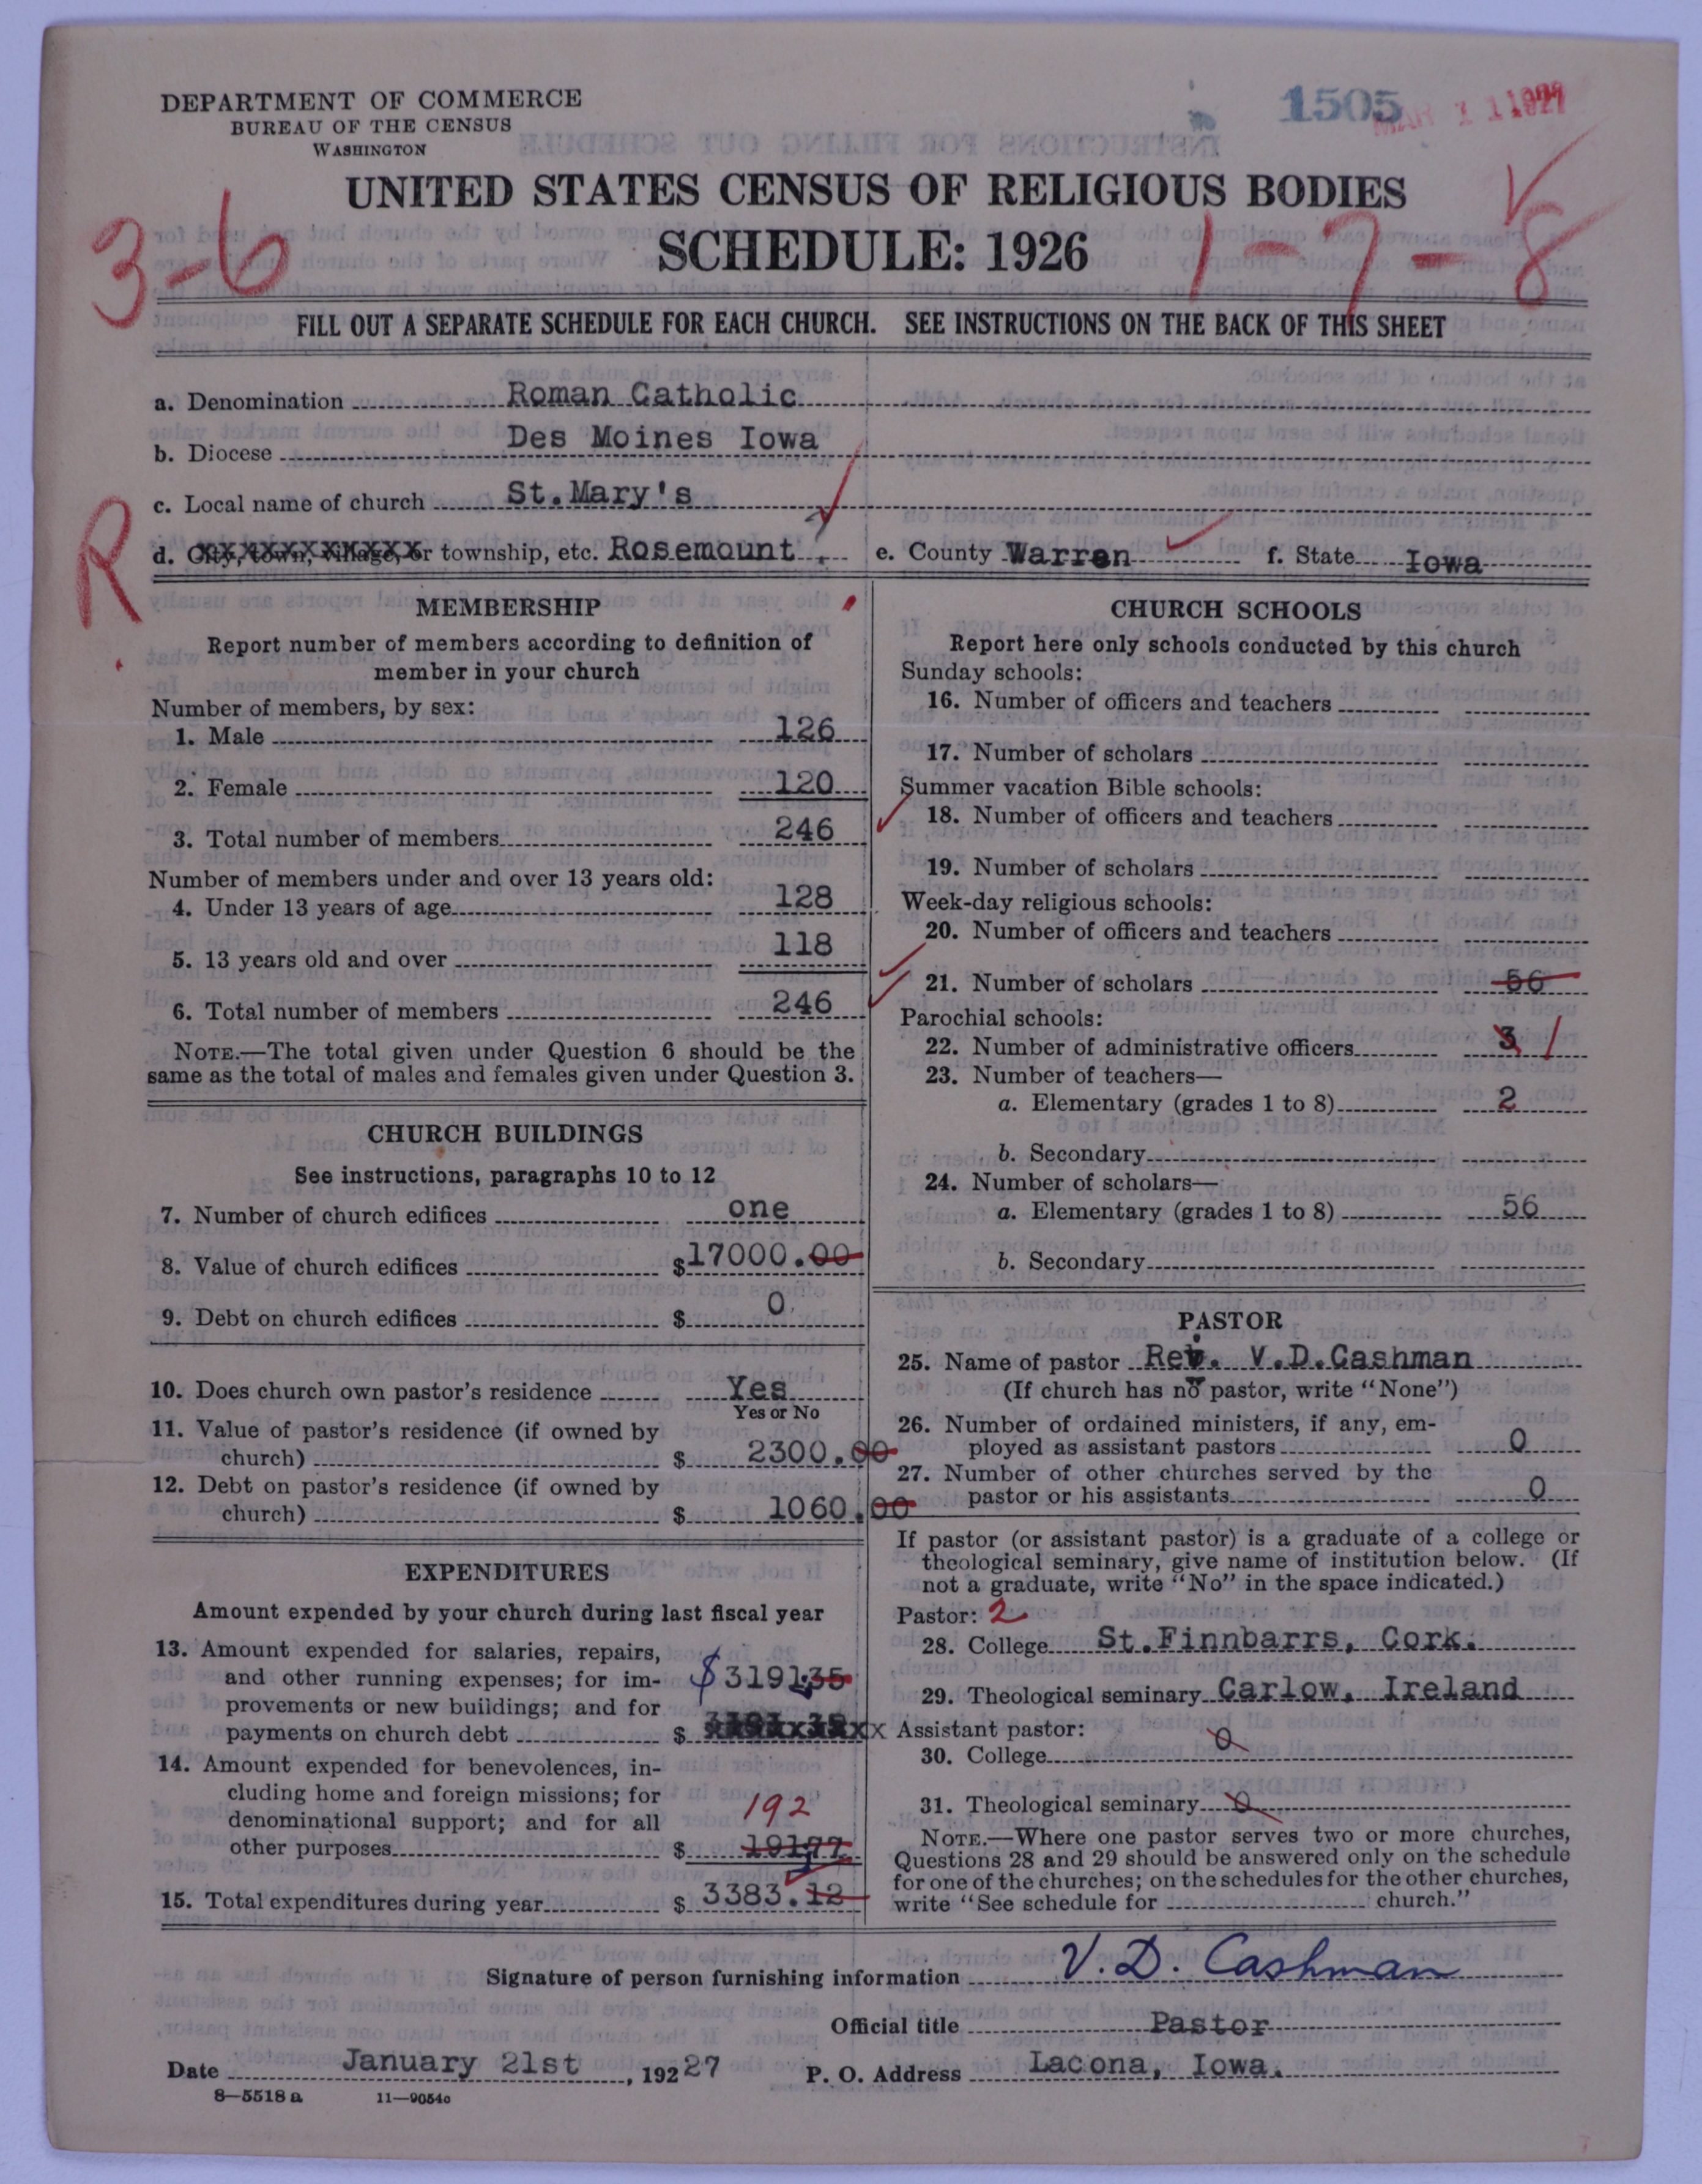 DEPARTMENT OF COMMERCE
BUREAU OF THE CENSUS
WASHINGTON
1505
MAR 11 1927
UNITED STATES CENSUS OF RELIGIOUS BODIES
SCHEDULE: 1926
3-6
1-7-8
FILL OUT A SEPARATE SCHEDULE FOR EACH CHURCH. SEE INSTRUCTIONS ON THE BACK OF THIS SHEET
a. Denomination Roman Catholic
b. Diocese Des Moines Iowa
c. Local name of church St.Mary's
R
d. City, town, village, or township, etc. Rosemount, e. County Warren f. State Iowa
MEMBERSHIP
Report number of members according to definition of
member in your church
Number of members, by sex:
1. Male 126
2. Female 120
3. Total number of members 246
Number of members under and over 13 years old:
4. Under 13 years of age 128
5. 13 years old and over 118
6. Total number of members 246
NOTE.—The total given under Question 6 should be the
same as the total of males and females given under Question 3.
CHURCH BUILDINGS
See instructions, paragraphs 10 to 12
7. Number of church edifices one
8. Value of church edifices $17000.00
9. Debt on church edifices $ 0
10. Does church own pastor's residence Yes
Yes or No
11. Value of pastor's residence (if owned by
church) $ 2300.00
12. Debt on pastor's residence (if owned by
church) $ 1060.00
EXPENDITURES
Amount expended by your church during last fiscal year
13. Amount expended for salaries, repairs,
and other running expenses; for im- $319135
provements or new buildings; and for
payments on church debt $
14. Amount expended for benevolences, in-
cluding home and foreign missions; for
denominational support; and for all 192
other purposes $ 19177
15. Total expenditures during year $ 3383.12
CHURCH SCHOOLS
Report here only schools conducted by this church
Sunday schools:
16. Number of officers and teachers
17. Number of scholars
Summer vacation Bible schools:
18. Number of officers and teachers
19. Number of scholars
Week-day religious schools:
20. Number of officers and teachers
21. Number of scholars 56
Parochial schools:
22. Number of administrative officers 3 1
23. Number of teachers—
a. Elementary (grades 1 to 8) 2
b. Secondary
24. Number of scholars—
a. Elementary (grades 1 to 8) 56
b. Secondary
PASTOR
25. Name of pastor Rev. V.D.Cashman
(If church has no pastor, write "None")
26. Number of ordained ministers, if any, em-
ployed as assistant pastors 0
27. Number of other churches served by the
pastor or his assistants 0
If pastor (or assistant pastor) is a graduate of a college or
theological seminary, give name of institution below. (If
not a graduate, write "No" in the space indicated.)
Pastor: 2
28. College St.Finnbarrs, Cork.
29. Theological seminary Carlow, Ireland
Assistant pastor:
30. College 0
31. Theological seminary 0
NOTE.—Where one pastor serves two or more churches,
Questions 28 and 29 should be answered only on the schedule
for one of the churches; on the schedules for the other churches,
write "See schedule for church."
Signature of person furnishing information V. D. Cashman
Official title Pastor
Date January 21st, 19227 P. O. Address Lacona, Iowa.
8—5518 a 11—9054c